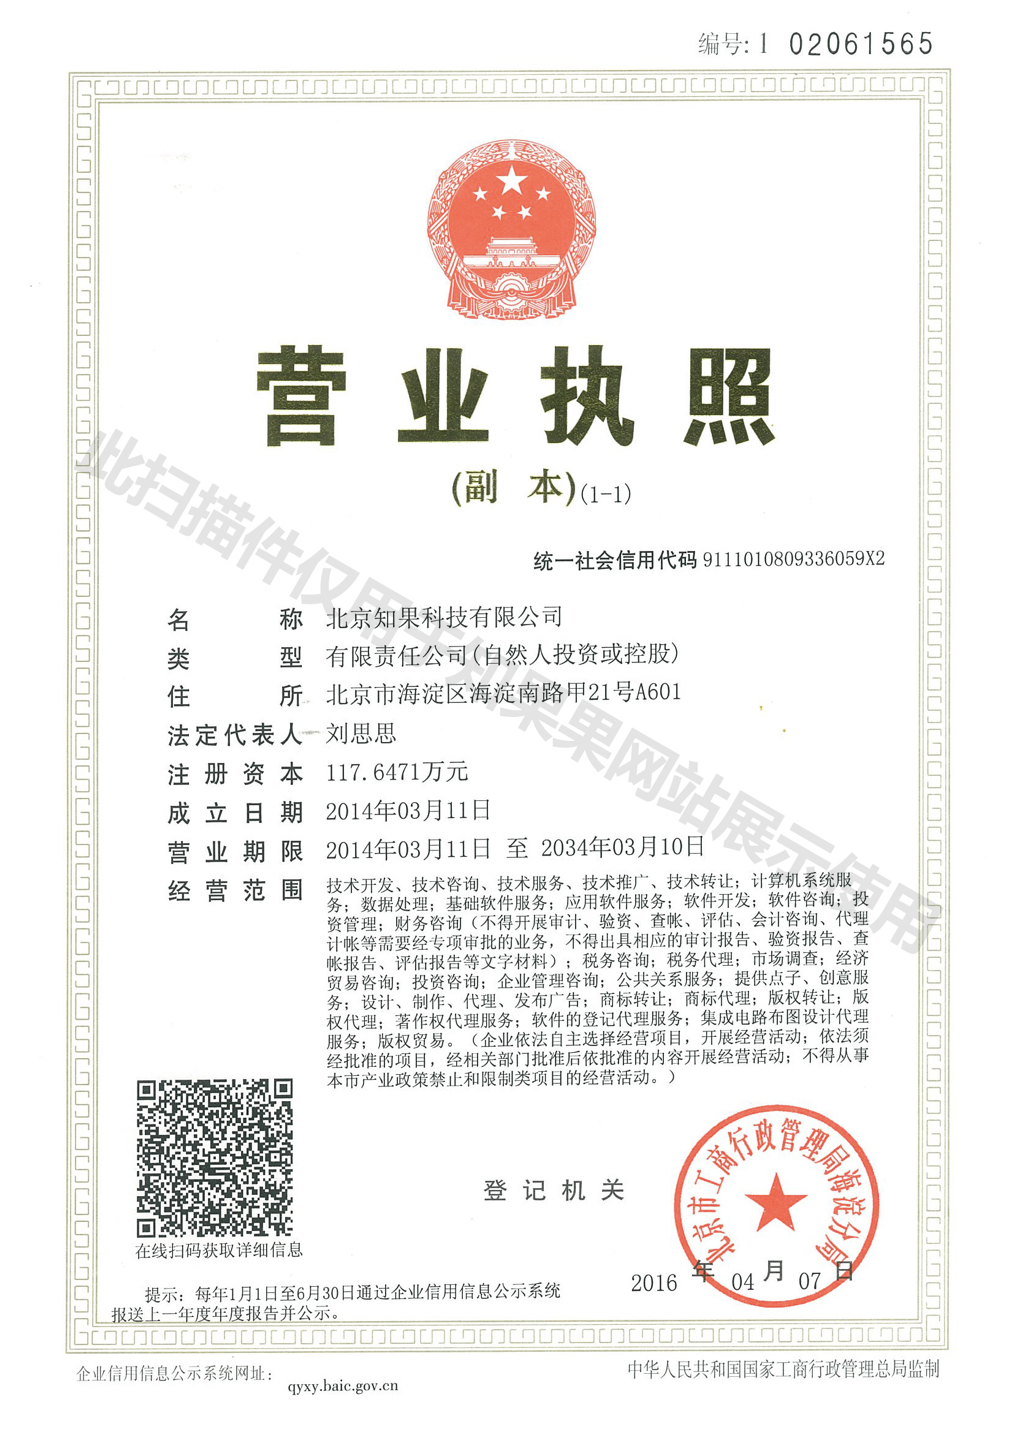 编号: 1 02061565
营业执照
(副 本)(1-1)
统一社会信用代码 9111010809336059X2
名 称 北京知果科技有限公司
类 型 有限责任公司(自然人投资或控股)
住 所 北京市海淀区海淀南路甲21号A601
法定代表人 刘思思
注册资本 117.6471万元
成立日期 2014年03月11日
营业期限 2014年03月11日 至 2034年03月10日
经营范围 技术开发、技术咨询、技术服务、技术推广、技术转让；计算机系统服
务；数据处理；基础软件服务；应用软件服务；软件开发；软件咨询；投
资管理；财务咨询（不得开展审计、验资、查帐、评估、会计咨询、代理
计帐等需要经专项审批的业务，不得出具相应的审计报告、验资报告、查
帐报告、评估报告等文字材料）；税务咨询；税务代理；市场调查；经济
贸易咨询；投资咨询；企业管理咨询；公共关系服务；提供点子、创意服
务；设计、制作、代理、发布广告；商标转让；商标代理；版权转让；版
权代理；著作权代理服务；软件的登记代理服务；集成电路布图设计代理
服务；版权贸易。（企业依法自主选择经营项目，开展经营活动；依法须
经批准的项目，经相关部门批准后依批准的内容开展经营活动；不得从事
本市产业政策禁止和限制类项目的经营活动。）
此扫描件仅用于知果果网站展示使用
在线扫码获取详细信息
登记机关
北京市工商行政管理局海淀分局
2016 年 04 月 07 日
提示：每年1月1日至6月30日通过企业信用信息公示系统
报送上一年度年度报告并公示。
企业信用信息公示系统网址：
qyxy.baic.gov.cn
中华人民共和国国家工商行政管理总局监制